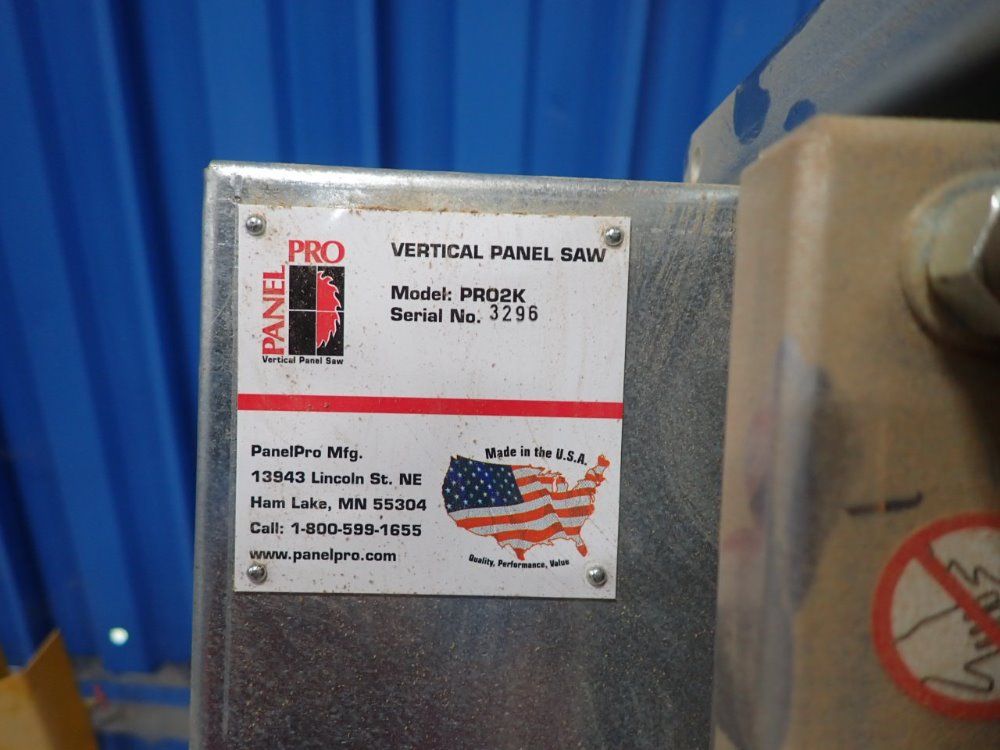 PANEL PRO
Vertical Panel Saw
VERTICAL PANEL SAW
Model: PRO2K
Serial No. 3296
PanelPro Mfg.
13943 Lincoln St. NE
Ham Lake, MN 55304
Call: 1-800-599-1655
www.panelpro.com
Made in the U.S.A.
Quality, Performance, Value